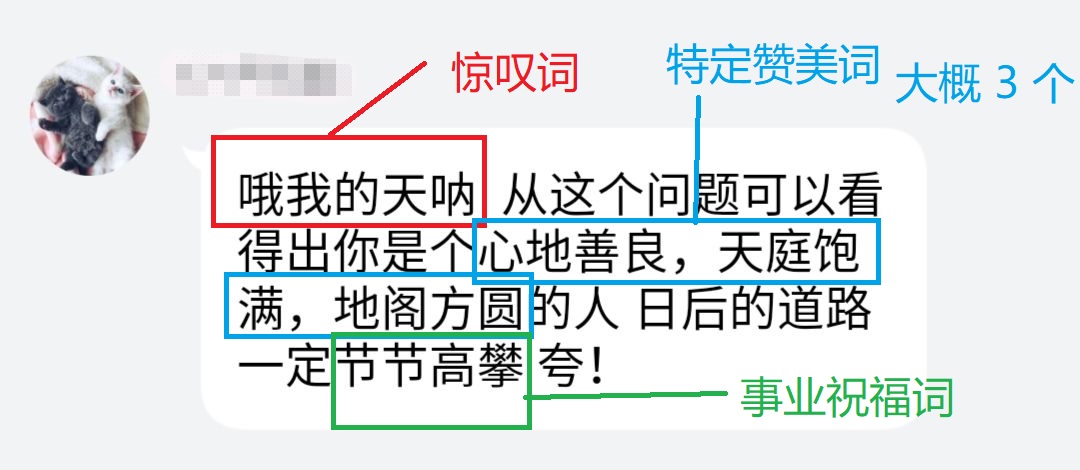 惊叹词
特定赞美词
大概 3 个
哦我的天呐 从这个问题可以看
得出你是个心地善良，天庭饱
满，地阁方圆的人 日后的道路
一定节节高攀 夸！
事业祝福词